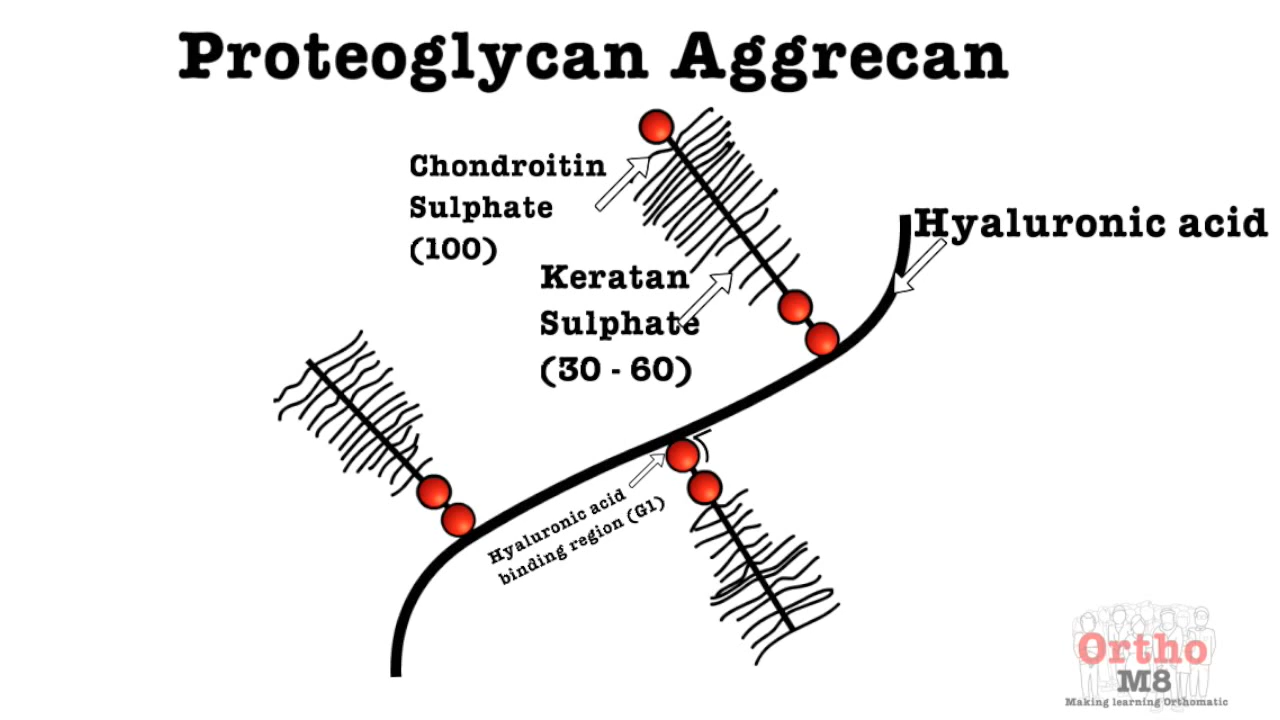 Proteoglycan Aggrecan
Chondroitin
Sulphate
(100)
Hyaluronic acid
Keratan
Sulphate
(30 - 60)
Hyaluronic acid
binding region (G1)
Ortho
M8
Making learning Orthomatic